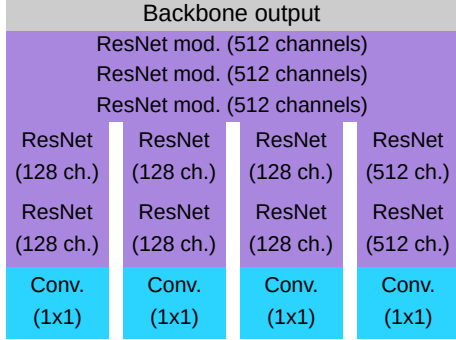 Backbone output
ResNet mod. (512 channels)
ResNet mod. (512 channels)
ResNet mod. (512 channels)
ResNet ResNet ResNet ResNet
(128 ch.) (128 ch.) (128 ch.) (512 ch.)
ResNet ResNet ResNet ResNet
(128 ch.) (128 ch.) (128 ch.) (512 ch.)
Conv. Conv. Conv. Conv.
(1x1) (1x1) (1x1) (1x1)